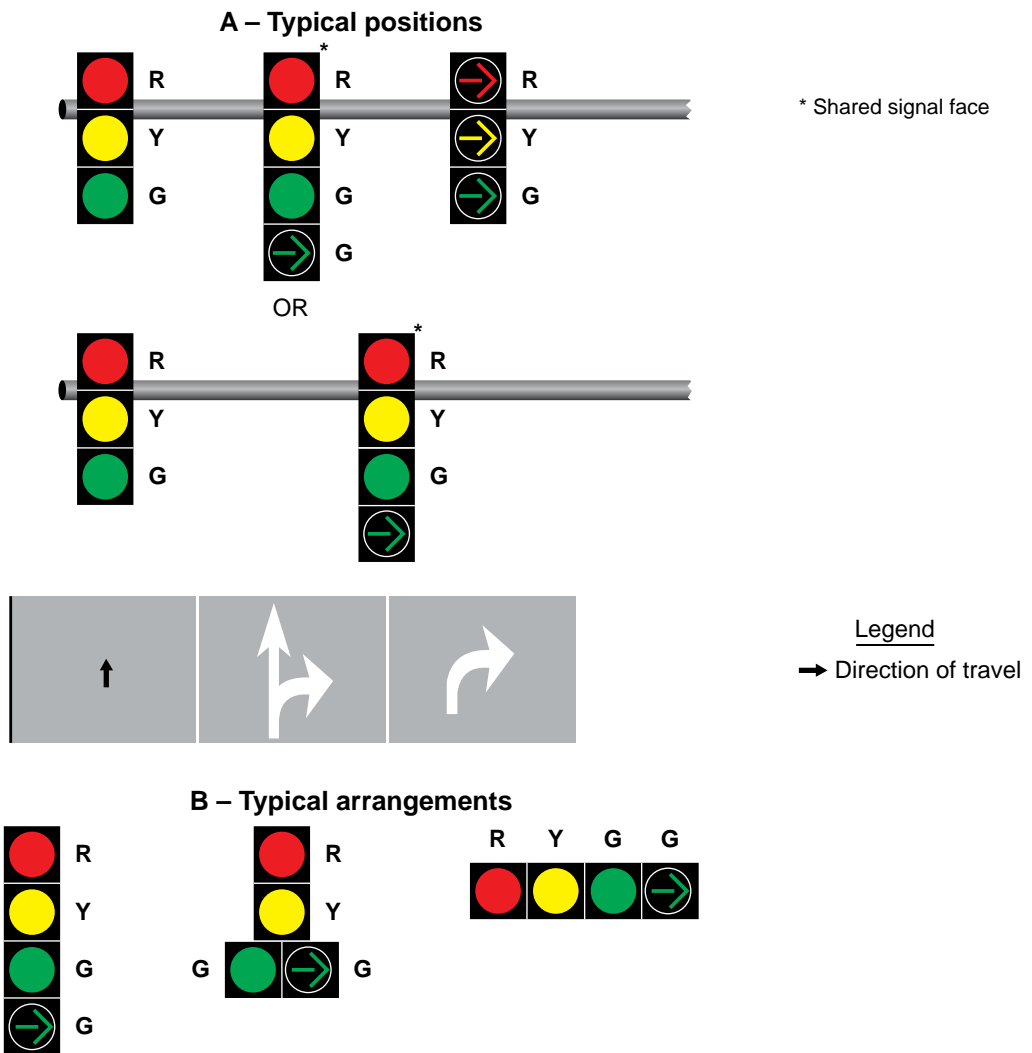 A – Typical positions
*
R R R
* Shared signal face
Y Y Y
G G G
G
OR
*
R R
Y Y
G G
Legend
Direction of travel
B – Typical arrangements
R Y G G
R R
Y Y
G G G
G